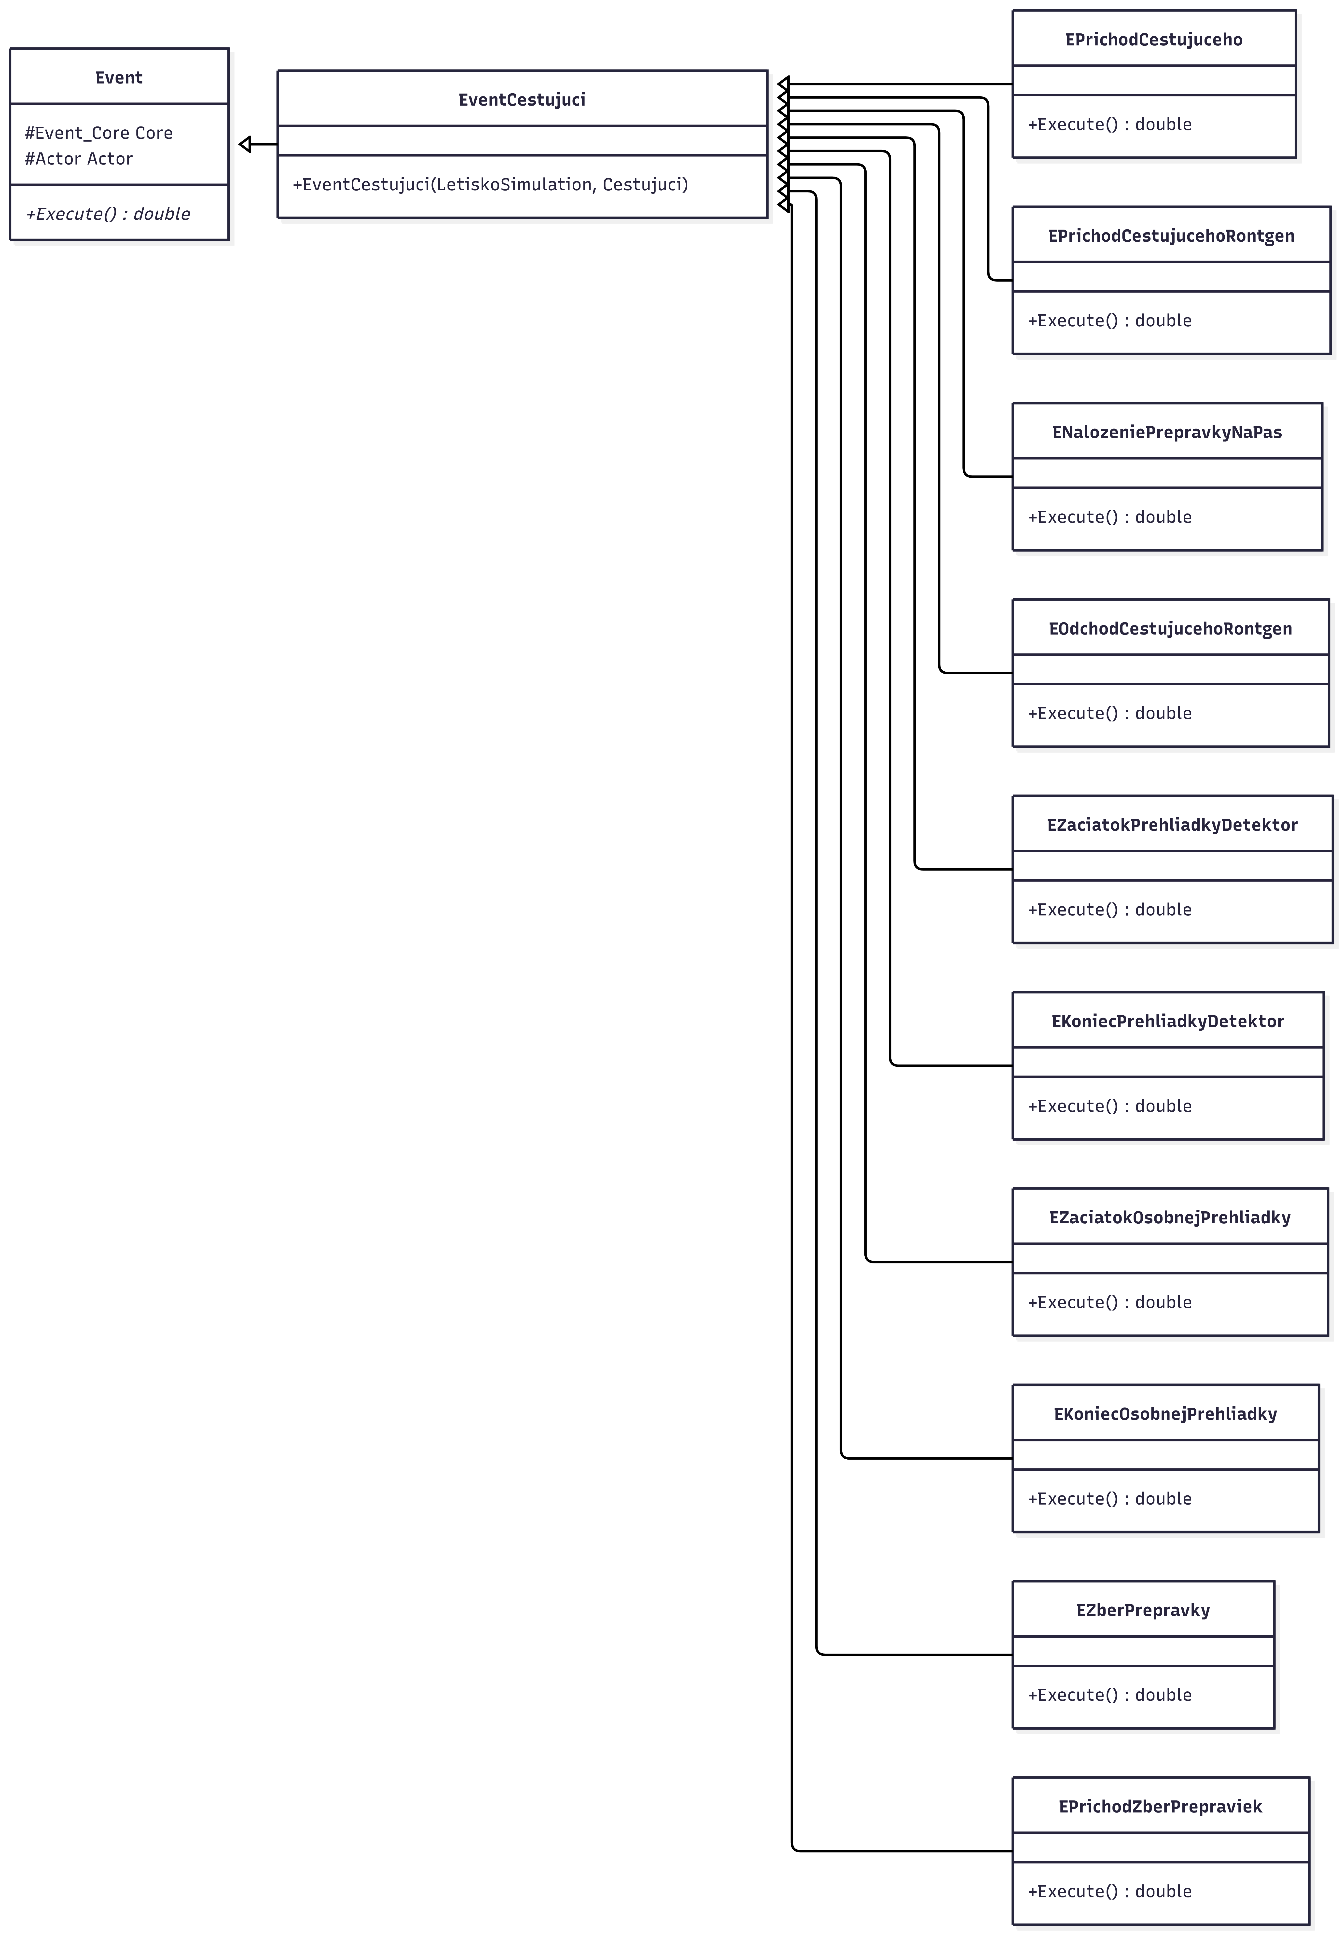 Event
#Event_Core Core
#Actor Actor
+Execute() : double
EventCestujuci
+EventCestujuci(LetiskoSimulation, Cestujuci)
EPrichodCestujuceho
+Execute() : double
EPrichodCestujucehoRontgen
+Execute() : double
ENalozeniePrepravkyNaPas
+Execute() : double
EOdchodCestujucehoRontgen
+Execute() : double
EZaciatokPrehliadkyDetektor
+Execute() : double
EKoniecPrehliadkyDetektor
+Execute() : double
EZaciatokOsobnejPrehliadky
+Execute() : double
EKoniecOsobnejPrehliadky
+Execute() : double
EZberPrepravky
+Execute() : double
EPrichodZberPrepraviek
+Execute() : double